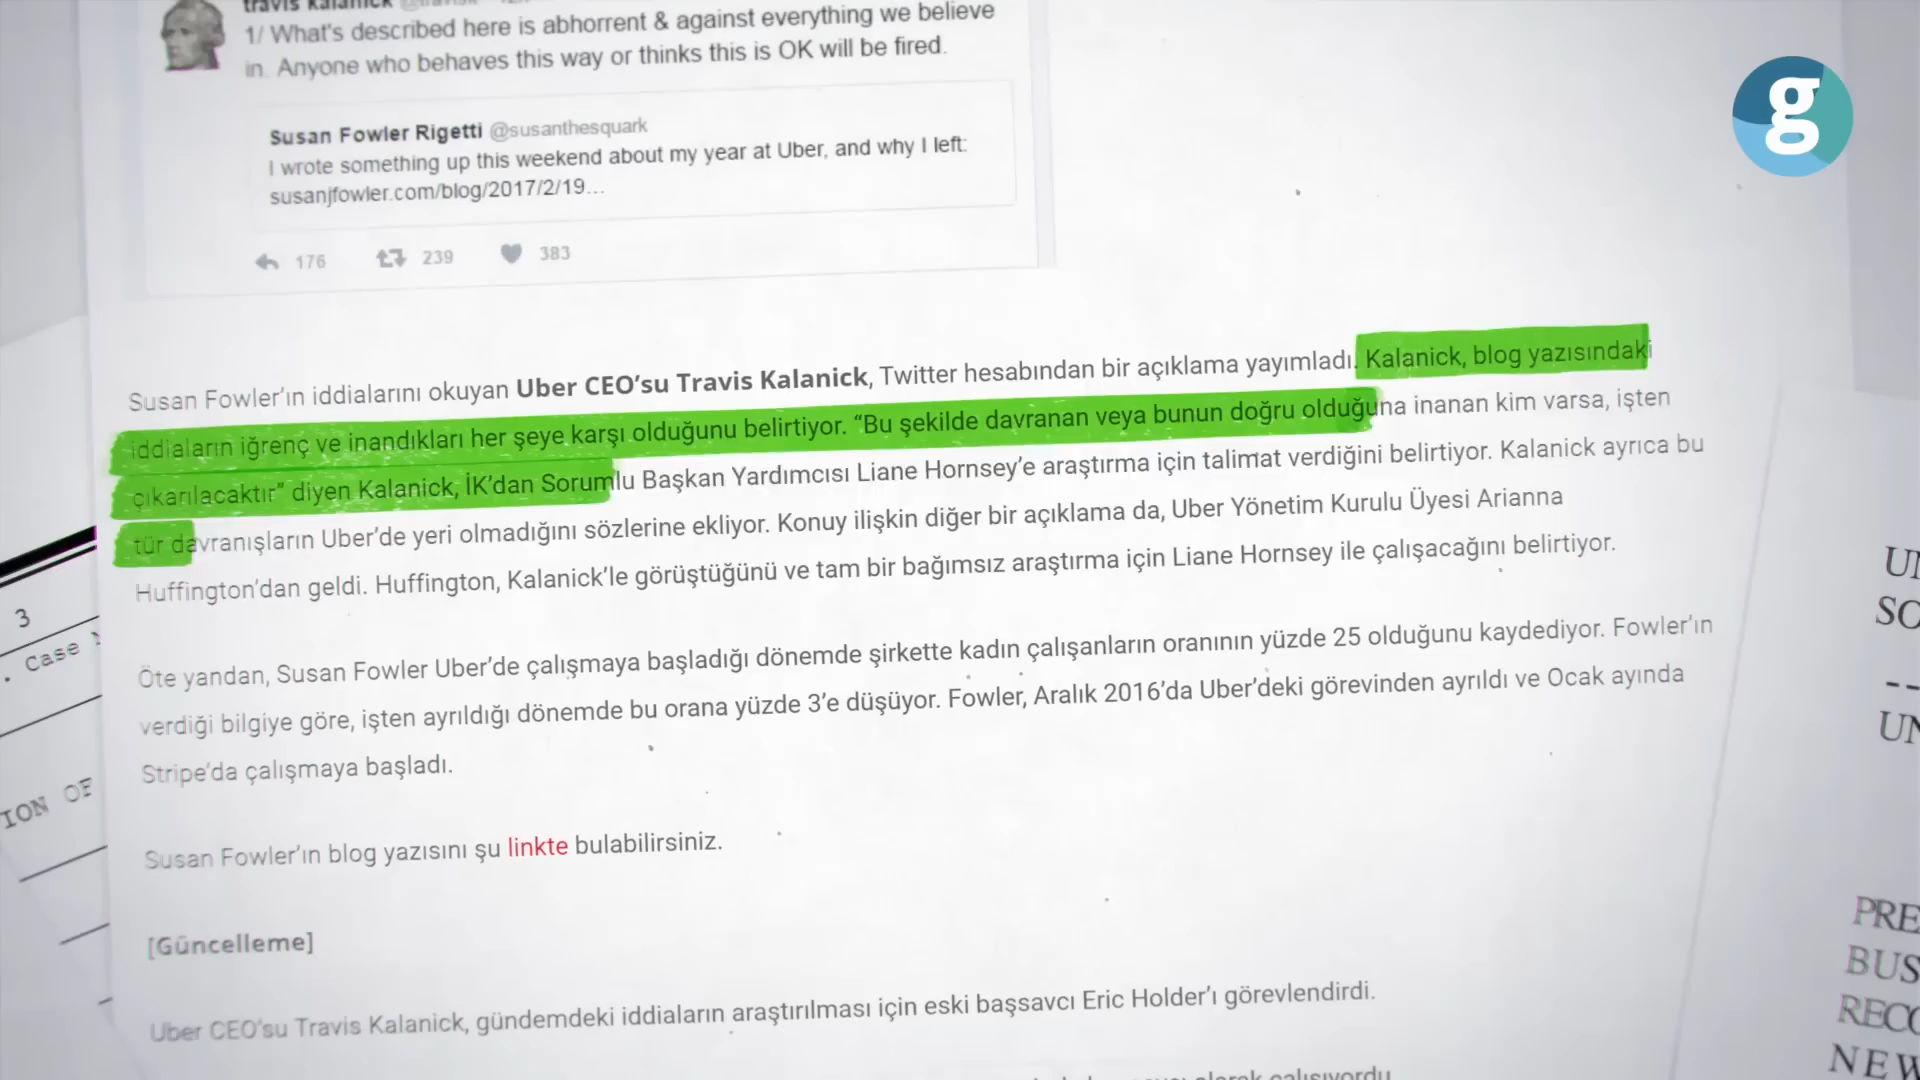 travis kalanick
1/ What's described here is abhorrent & against everything we believe
in. Anyone who behaves this way or thinks this is OK will be fired.
Susan Fowler Rigetti @susanthesquark
I wrote something up this weekend about my year at Uber, and why I left:
susanjfowler.com/blog/2017/2/19...
176 239 383
g
Susan Fowler’ın iddialarını okuyan Uber CEO’su Travis Kalanick, Twitter hesabından bir açıklama yayımladı. Kalanick, blog yazısındaki
iddiaların iğrenç ve inandıkları her şeye karşı olduğunu belirtiyor. “Bu şekilde davranan veya bunun doğru olduğuna inanan kim varsa, işten
çıkarılacaktır” diyen Kalanick, İK’dan Sorumlu Başkan Yardımcısı Liane Hornsey’e araştırma için talimat verdiğini belirtiyor. Kalanick ayrıca bu
tür davranışların Uber’de yeri olmadığını sözlerine ekliyor. Konuy ilişkin diğer bir açıklama da, Uber Yönetim Kurulu Üyesi Arianna
Huffington’dan geldi. Huffington, Kalanick’le görüştüğünü ve tam bir bağımsız araştırma için Liane Hornsey ile çalışacağını belirtiyor.
Öte yandan, Susan Fowler Uber’de çalışmaya başladığı dönemde şirkette kadın çalışanların oranının yüzde 25 olduğunu kaydediyor. Fowler’ın
verdiği bilgiye göre, işten ayrıldığı dönemde bu orana yüzde 3’e düşüyor. Fowler, Aralık 2016’da Uber’deki görevinden ayrıldı ve Ocak ayında
Stripe’da çalışmaya başladı.
Susan Fowler’ın blog yazısını şu linkte bulabilirsiniz.
[Güncelleme]
Uber CEO’su Travis Kalanick, gündemdeki iddiaların araştırılması için eski başsavcı Eric Holder’ı görevlendirdi.
olarak çalışıyordu
3
. Case
ION OF
UN
SO
--
UN
PRE
BUS
RECO
NEW